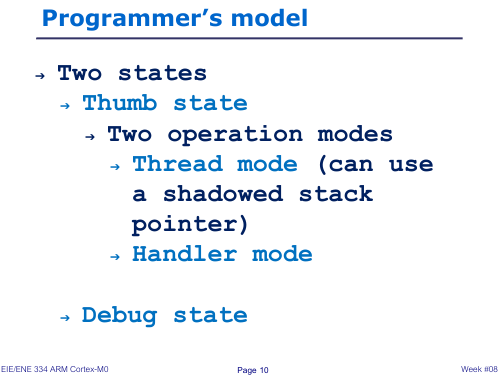 Programmer's model
➔ Two states
➔ Thumb state
➔ Two operation modes
➔ Thread mode (can use
a shadowed stack
pointer)
➔ Handler mode
➔ Debug state
EIE/ENE 334 ARM Cortex-M0
Page 10
Week #08